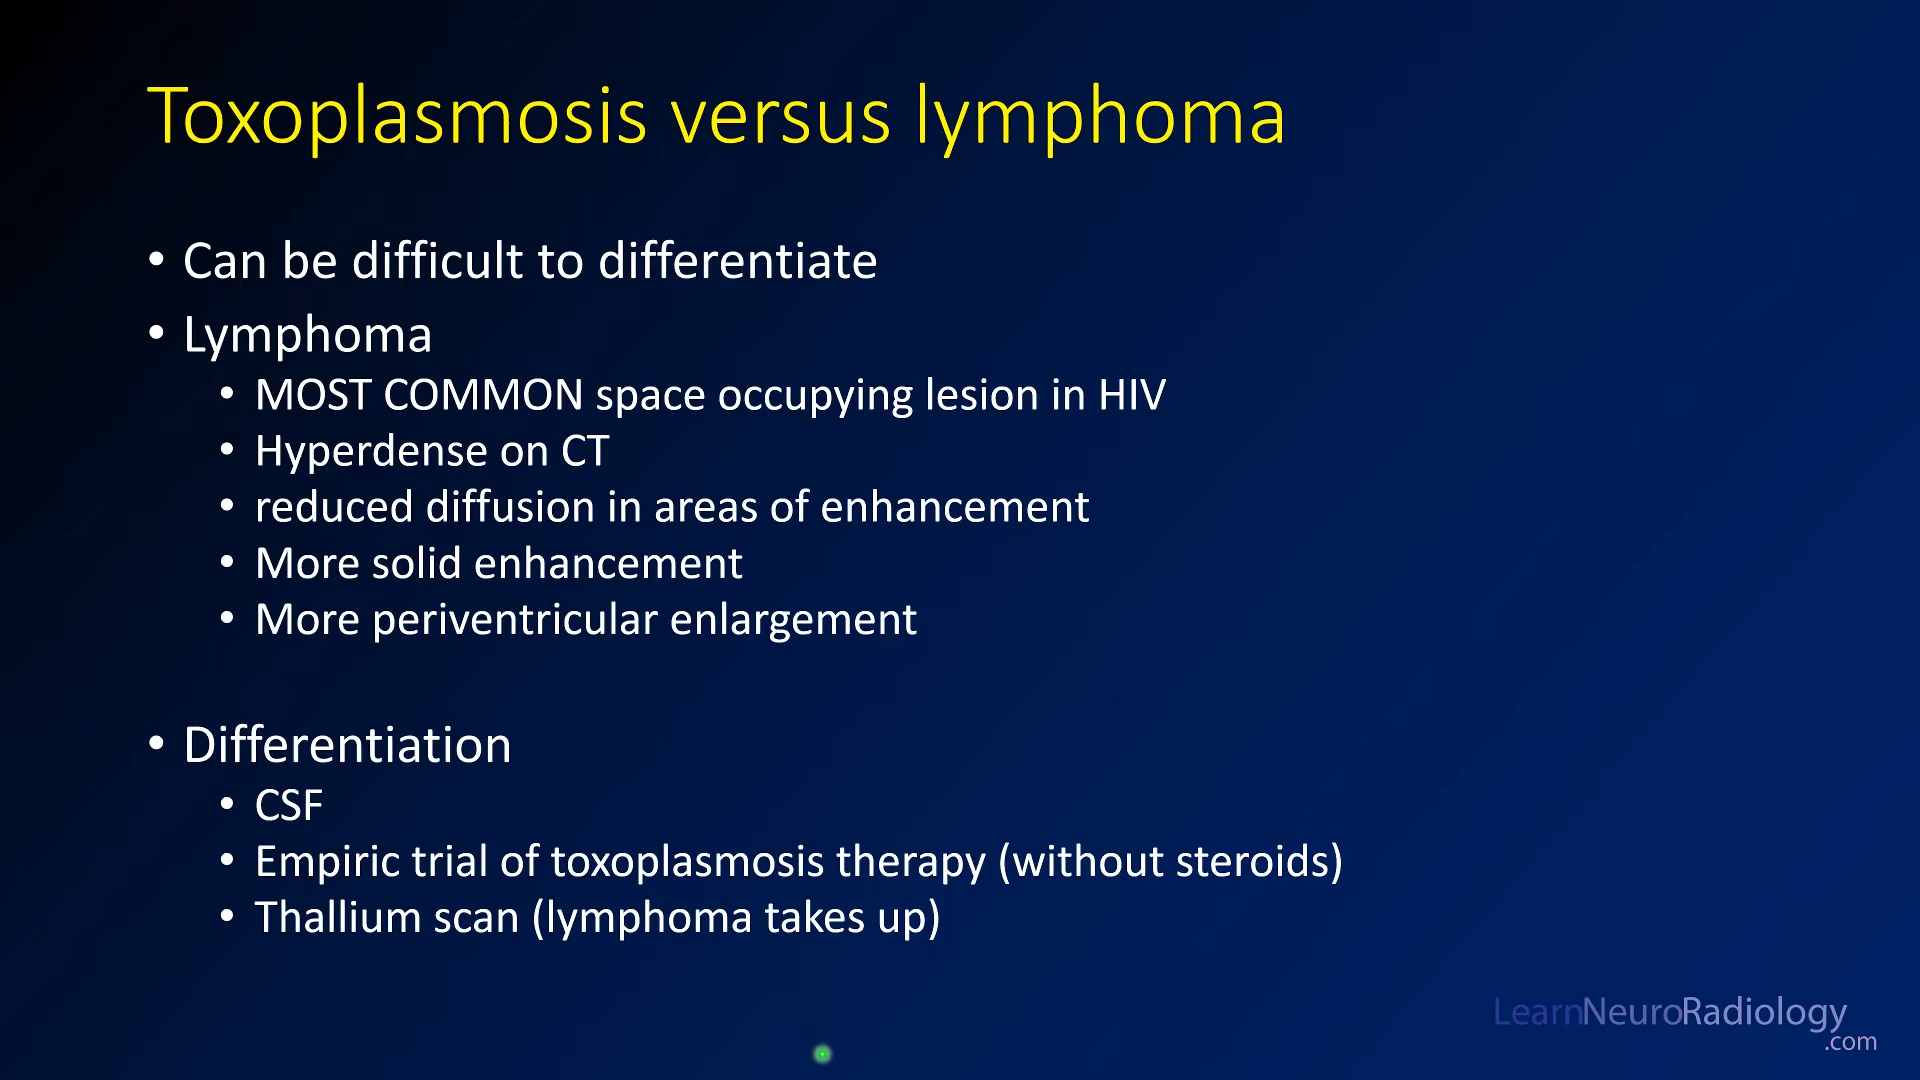 Toxoplasmosis versus lymphoma
• Can be difficult to differentiate
• Lymphoma
• MOST COMMON space occupying lesion in HIV
• Hyperdense on CT
• reduced diffusion in areas of enhancement
• More solid enhancement
• More periventricular enlargement
• Differentiation
• CSF
• Empiric trial of toxoplasmosis therapy (without steroids)
• Thallium scan (lymphoma takes up)
LearnNeuroRadiology
.com